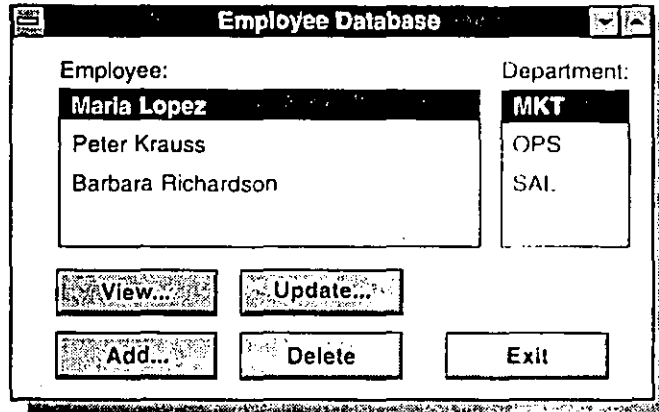 Employee Database
Employee: Department:
Maria Lopez MKT
Peter Krauss OPS
Barbara Richardson SAL
View... Update...
Add... Delete Exit